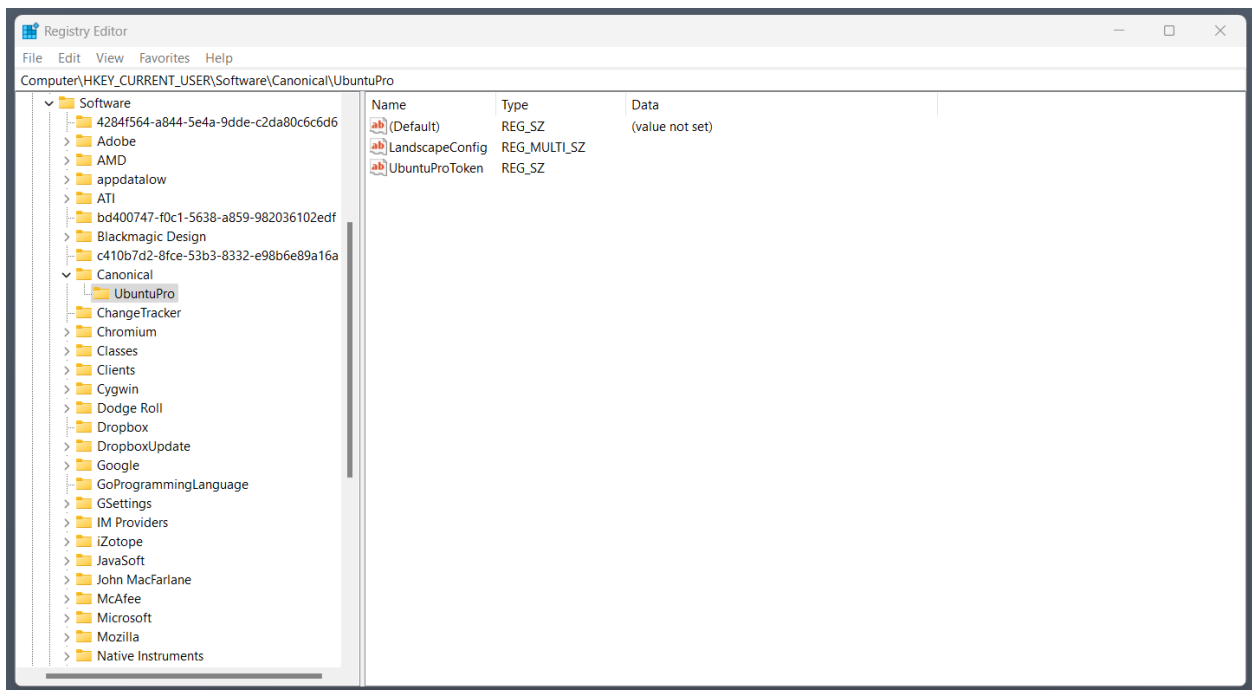 Registry Editor
File Edit View Favorites Help
Computer\HKEY_CURRENT_USER\Software\Canonical\UbuntuPro
Software
4284f564-a844-5e4a-9dde-c2da80c6c6d6
Adobe
AMD
appdatalow
ATI
bd400747-f0c1-5638-a859-982036102edf
Blackmagic Design
c410b7d2-8fce-53b3-8332-e98b6e89a16a
Canonical
UbuntuPro
ChangeTracker
Chromium
Classes
Clients
Cygwin
Dodge Roll
Dropbox
DropboxUpdate
Google
GoProgrammingLanguage
GSettings
IM Providers
iZotope
JavaSoft
John MacFarlane
McAfee
Microsoft
Mozilla
Native Instruments
Name Type Data
ab (Default) REG_SZ (value not set)
ab LandscapeConfig REG_MULTI_SZ
ab UbuntuProToken REG_SZ